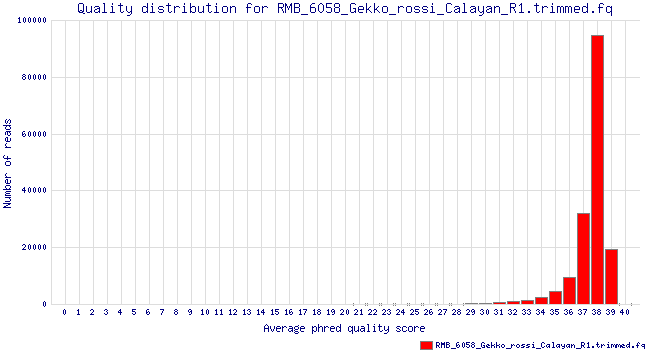 Quality distribution for RMB_6058_Gekko_rossi_Calayan_R1.trimmed.fq
100000
80000
60000
40000
20000
0
Number of reads
0 1 2 3 4 5 6 7 8 9 10 11 12 13 14 15 16 17 18 19 20 21 22 23 24 25 26 27 28 29 30 31 32 33 34 35 36 37 38 39 40
Average phred quality score
RMB_6058_Gekko_rossi_Calayan_R1.trimmed.fq